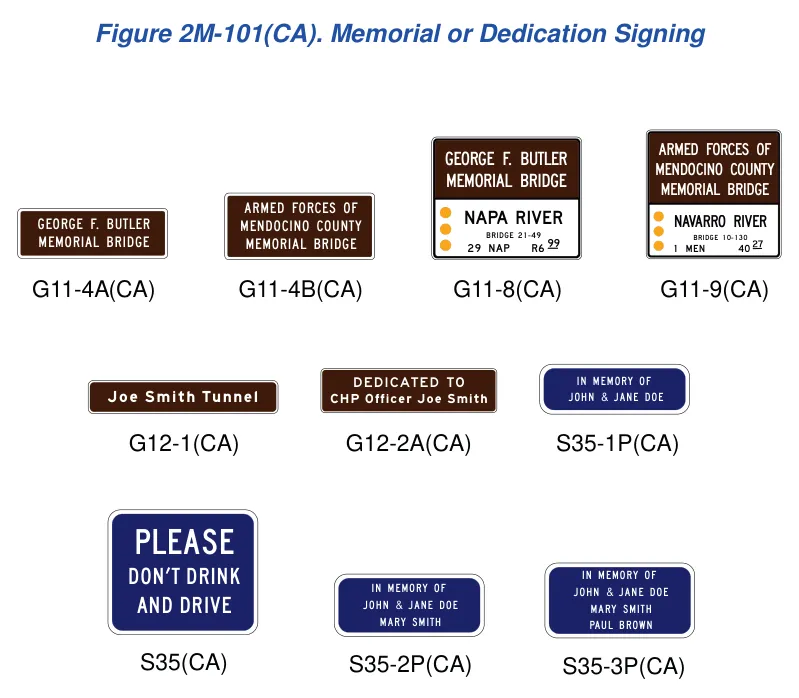 Figure 2M-101(CA). Memorial or Dedication Signing
GEORGE F. BUTLER
MEMORIAL BRIDGE
G11-4A(CA)
ARMED FORCES OF
MENDOCINO COUNTY
MEMORIAL BRIDGE
G11-4B(CA)
GEORGE F. BUTLER
MEMORIAL BRIDGE
NAPA RIVER
BRIDGE 21-49
29 NAP R6 99
G11-8(CA)
ARMED FORCES OF
MENDOCINO COUNTY
MEMORIAL BRIDGE
NAVARRO RIVER
BRIDGE 10-130
1 MEN 40 27
G11-9(CA)
Joe Smith Tunnel
G12-1(CA)
DEDICATED TO
CHP Officer Joe Smith
G12-2A(CA)
IN MEMORY OF
JOHN & JANE DOE
S35-1P(CA)
PLEASE
DON'T DRINK
AND DRIVE
S35(CA)
IN MEMORY OF
JOHN & JANE DOE
MARY SMITH
S35-2P(CA)
IN MEMORY OF
JOHN & JANE DOE
MARY SMITH
PAUL BROWN
S35-3P(CA)